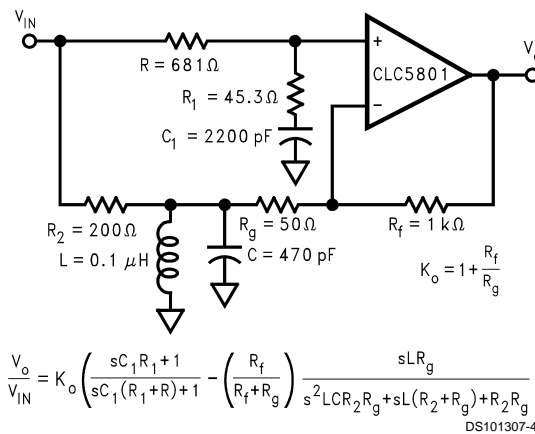 V_IN
V_o
R = 681Ω
+
CLC5801
R_1 = 45.3Ω
−
C_1 = 2200 pF
R_2 = 200Ω
R_g = 50Ω
R_f = 1 kΩ
L = 0.1 μH
C = 470 pF
K_o = 1 + R_f / R_g
V_o / V_IN = K_o ( (sC_1R_1 + 1) / (sC_1(R_1+R)+1) − ( R_f / (R_f+R_g) ) sLR_g / (s^2LCR_2R_g + sL(R_2+R_g)+R_2R_g)
DS101307-4